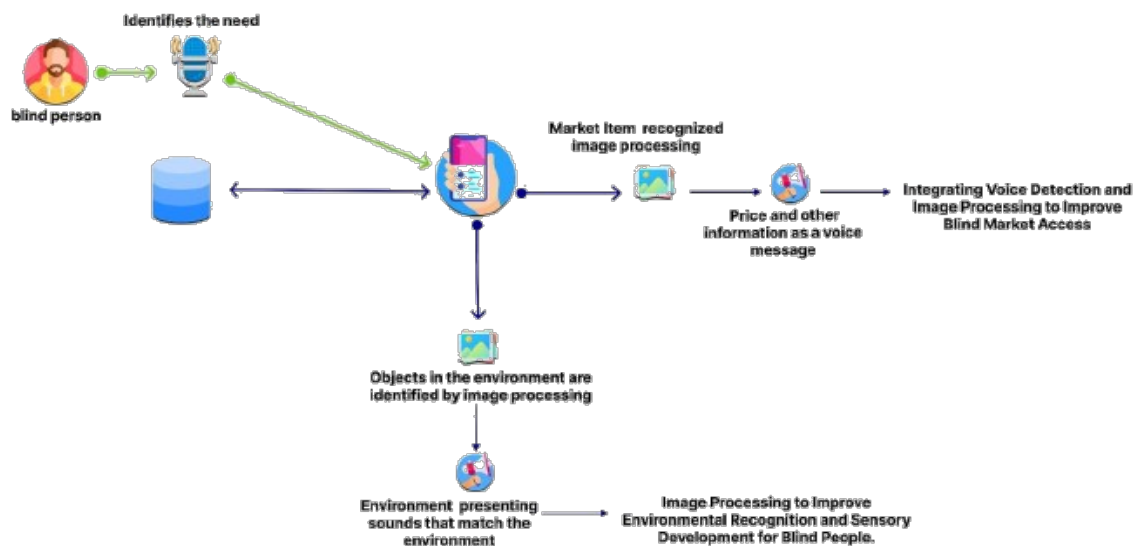 Identifies the need
blind person
Market Item recognized
image processing
Price and other
information as a voice
message
Integrating Voice Detection and
Image Processing to Improve
Blind Market Access
Objects in the environment are
identified by image processing
Environment presenting
sounds that match the
environment
Image Processing to Improve
Environmental Recognition and Sensory
Development for Blind People.